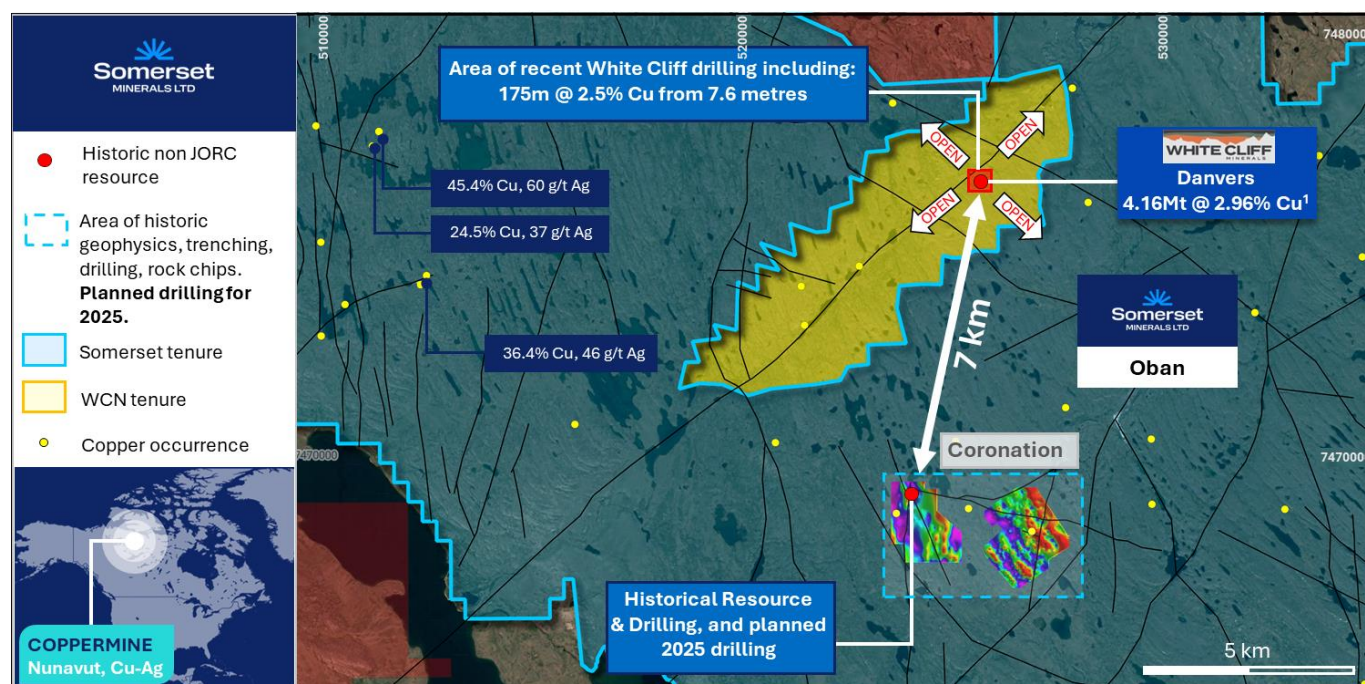 Somerset
MINERALS LTD
Historic non JORC
resource
Area of historic
geophysics, trenching,
drilling, rock chips.
Planned drilling for
2025.
Somerset tenure
WCN tenure
Copper occurrence
COPPERMINE
Nunavut, Cu-Ag
510000
520000
530000
7480000
Area of recent White Cliff drilling including:
175m @ 2.5% Cu from 7.6 metres
OPEN
OPEN
OPEN
OPEN
WHITE CLIFF
MINERALS
Danvers
4.16Mt @ 2.96% Cu¹
45.4% Cu, 60 g/t Ag
24.5% Cu, 37 g/t Ag
36.4% Cu, 46 g/t Ag
7 km
Somerset
MINERALS LTD
Oban
7470000
7470000
Coronation
Historical Resource
& Drilling, and planned
2025 drilling
5 km